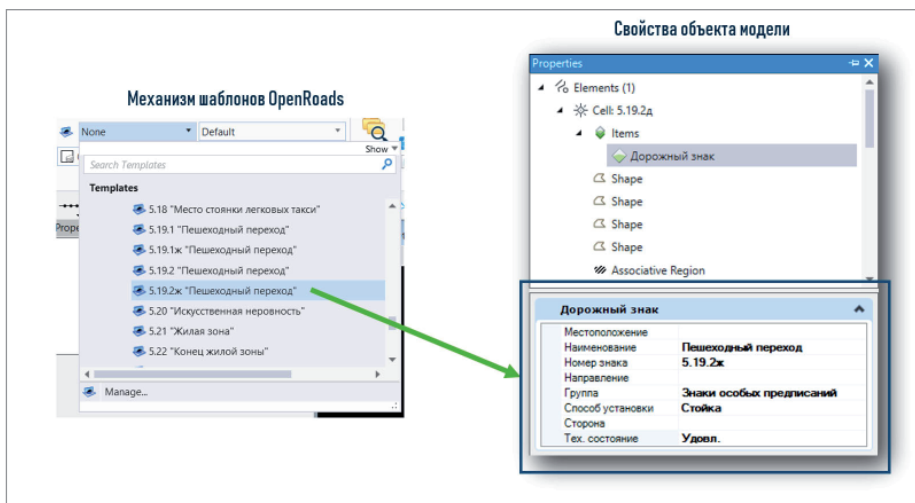 Свойства объекта модели
Механизм шаблонов OpenRoads
None
Default
Show
Search Templates
Templates
5.18 "Место стоянки легковых такси"
5.19.1 "Пешеходный переход"
5.19.1ж "Пешеходный переход"
5.19.2 "Пешеходный переход"
5.19.2ж "Пешеходный переход"
5.20 "Искусственная неровность"
5.21 "Жилая зона"
5.22 "Конец жилой зоны"
Manage...
Prope
Properties
Elements (1)
Cell: 5.19.2д
Items
Дорожный знак
Shape
Shape
Shape
Shape
Associative Region
Дорожный знак
Местоположение
Наименование Пешеходный переход
Номер знака 5.19.2ж
Направление
Группа Знаки особых предписаний
Способ установки Стойка
Сторона
Тех. состояние Удовл.